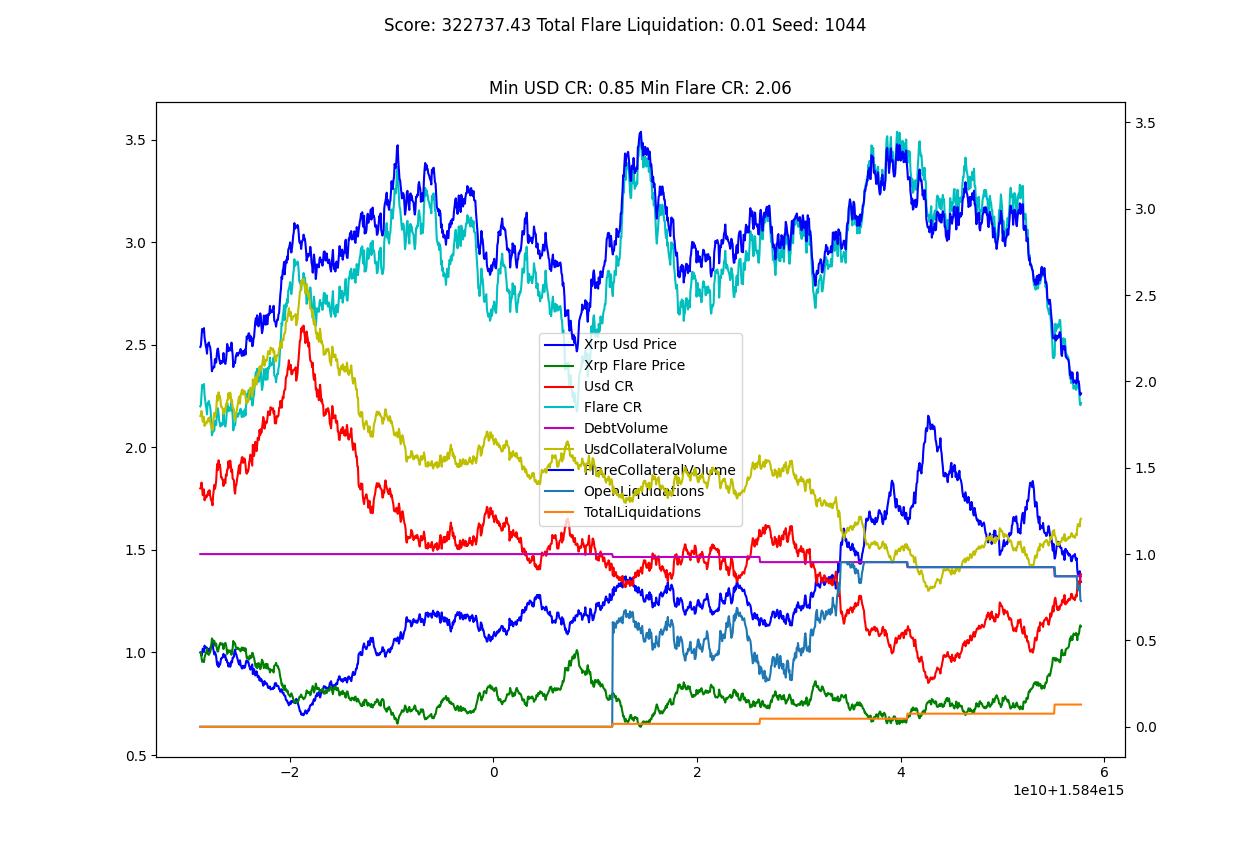 Score: 322737.43 Total Flare Liquidation: 0.01 Seed: 1044
Min USD CR: 0.85 Min Flare CR: 2.06
3.5
3.0
2.5
2.0
1.5
1.0
0.5
3.5
3.0
2.5
2.0
1.5
1.0
0.5
0.0
Xrp Usd Price
Xrp Flare Price
Usd CR
Flare CR
DebtVolume
UsdCollateralVolume
FlareCollateralVolume
OpenLiquidations
TotalLiquidations
−2 0 2 4 6
1e10+1.584e15